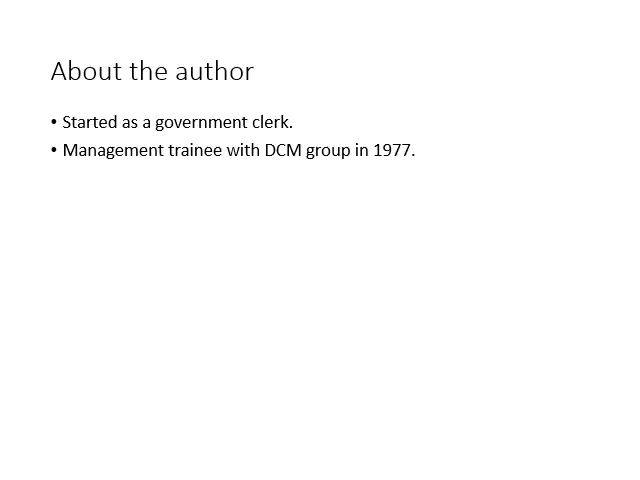 About the author
• Started as a government clerk.
• Management trainee with DCM group in 1977.